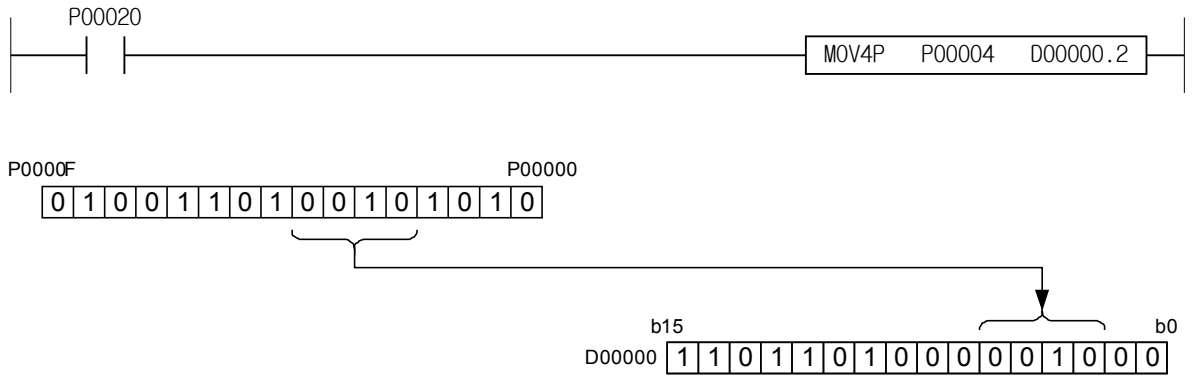 P00020
MOV4P P00004 D00000.2
P0000F P00000
0 1 0 0 1 1 0 1 0 0 1 0 1 0 1 0
b15 b0
D00000 1 1 0 1 1 0 1 0 0 0 0 0 1 0 0 0